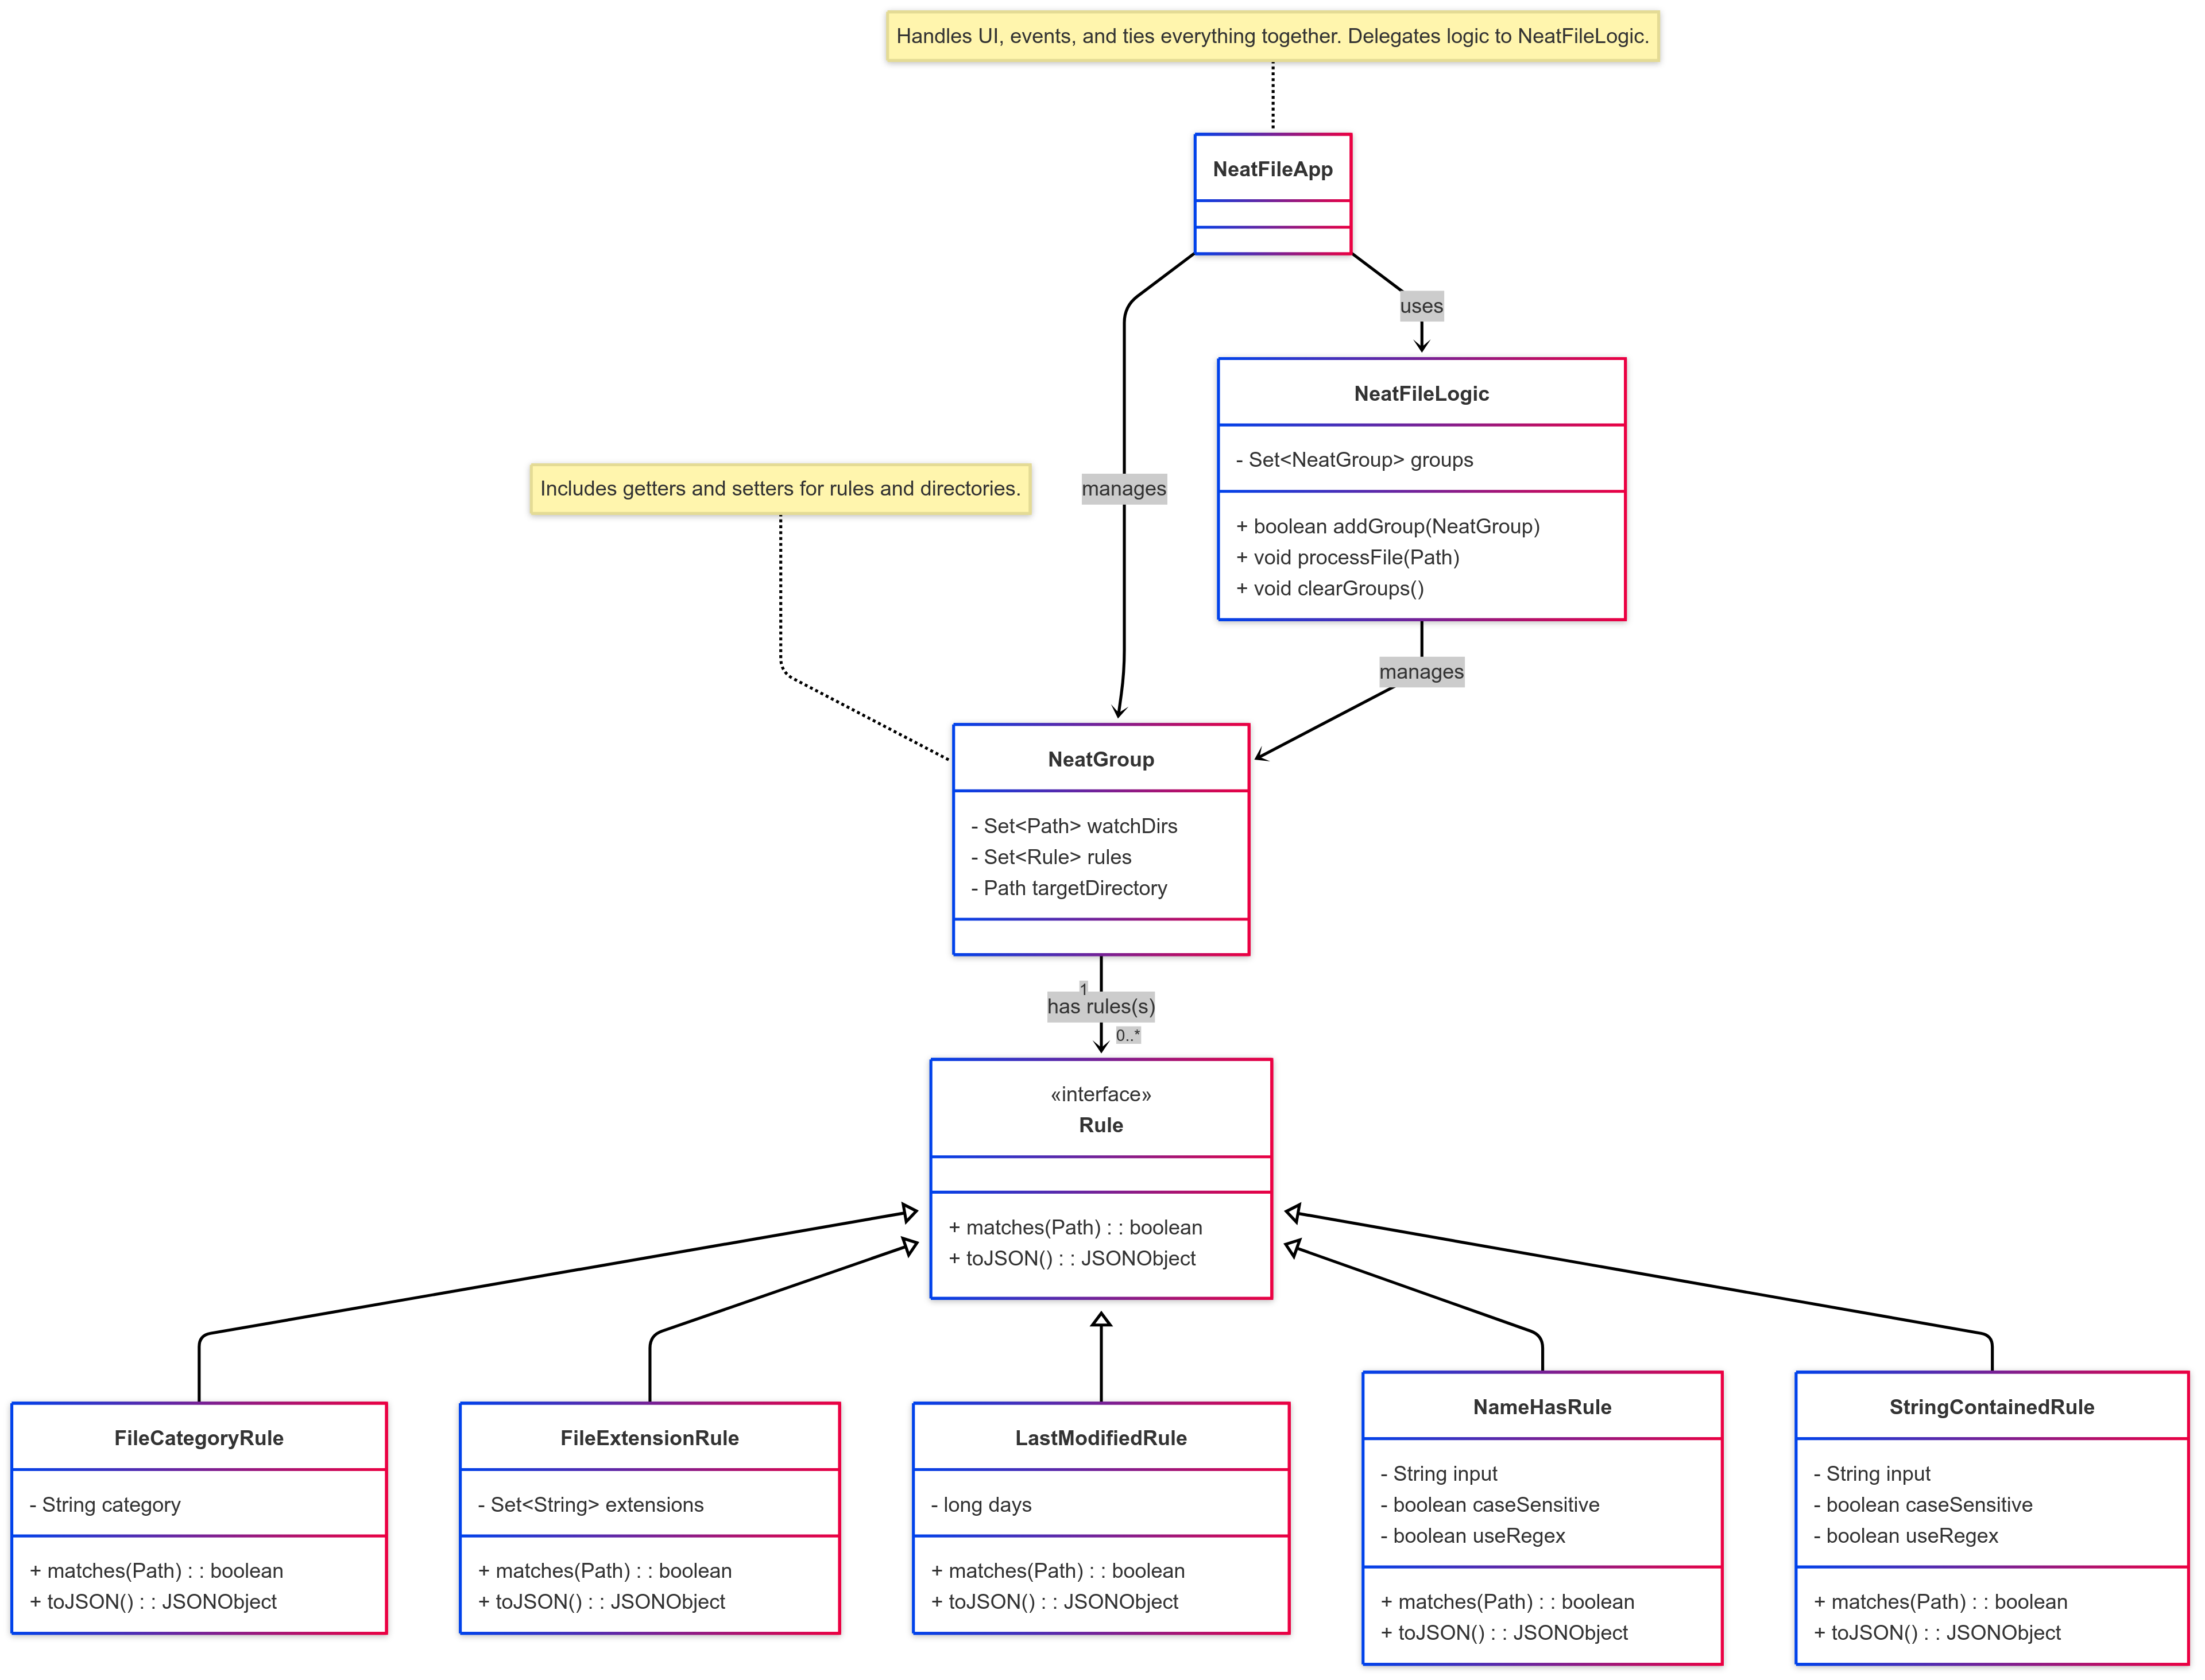 Handles UI, events, and ties everything together. Delegates logic to NeatFileLogic.
NeatFileApp
uses
NeatFileLogic
- Set<NeatGroup> groups
+ boolean addGroup(NeatGroup)
+ void processFile(Path)
+ void clearGroups()
Includes getters and setters for rules and directories.
manages
manages
NeatGroup
- Set<Path> watchDirs
- Set<Rule> rules
- Path targetDirectory
1
has rules(s)
0..*
«interface»
Rule
+ matches(Path) : : boolean
+ toJSON() : : JSONObject
FileCategoryRule
- String category
+ matches(Path) : : boolean
+ toJSON() : : JSONObject
FileExtensionRule
- Set<String> extensions
+ matches(Path) : : boolean
+ toJSON() : : JSONObject
LastModifiedRule
- long days
+ matches(Path) : : boolean
+ toJSON() : : JSONObject
NameHasRule
- String input
- boolean caseSensitive
- boolean useRegex
+ matches(Path) : : boolean
+ toJSON() : : JSONObject
StringContainedRule
- String input
- boolean caseSensitive
- boolean useRegex
+ matches(Path) : : boolean
+ toJSON() : : JSONObject